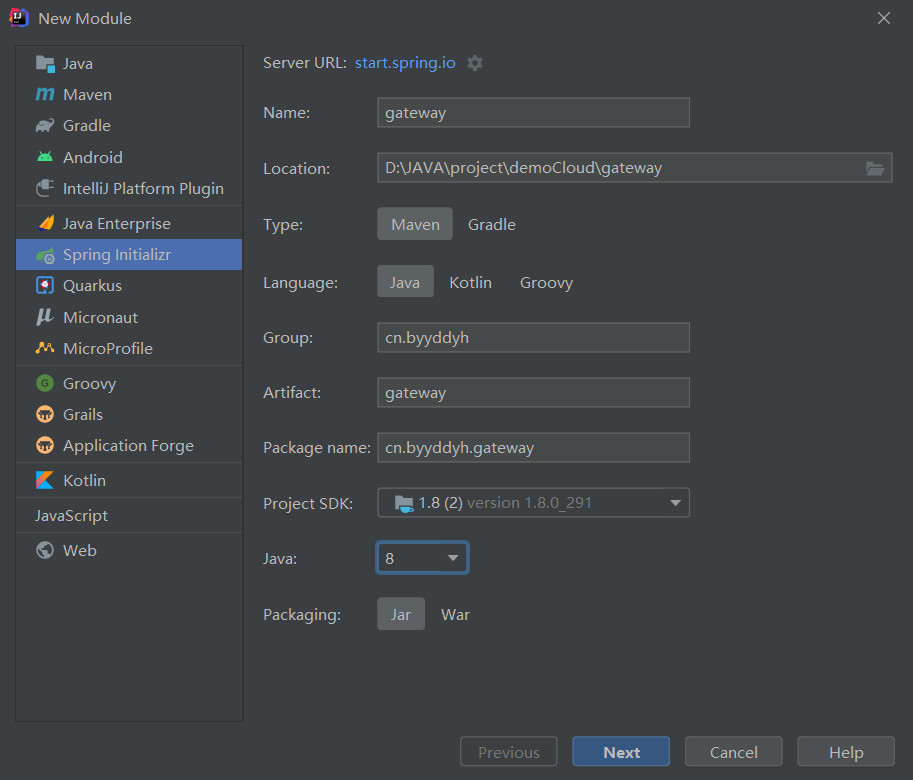 New Module
Java
Maven
Gradle
Android
IntelliJ Platform Plugin
Java Enterprise
Spring Initializr
Quarkus
Micronaut
MicroProfile
Groovy
Grails
Application Forge
Kotlin
JavaScript
Web
Server URL: start.spring.io
Name: gateway
Location: D:\JAVA\project\demoCloud\gateway
Type: Maven Gradle
Language: Java Kotlin Groovy
Group: cn.byyddyh
Artifact: gateway
Package name: cn.byyddyh.gateway
Project SDK: 1.8 (2) version 1.8.0_291
Java: 8
Packaging: Jar War
Previous Next Cancel Help